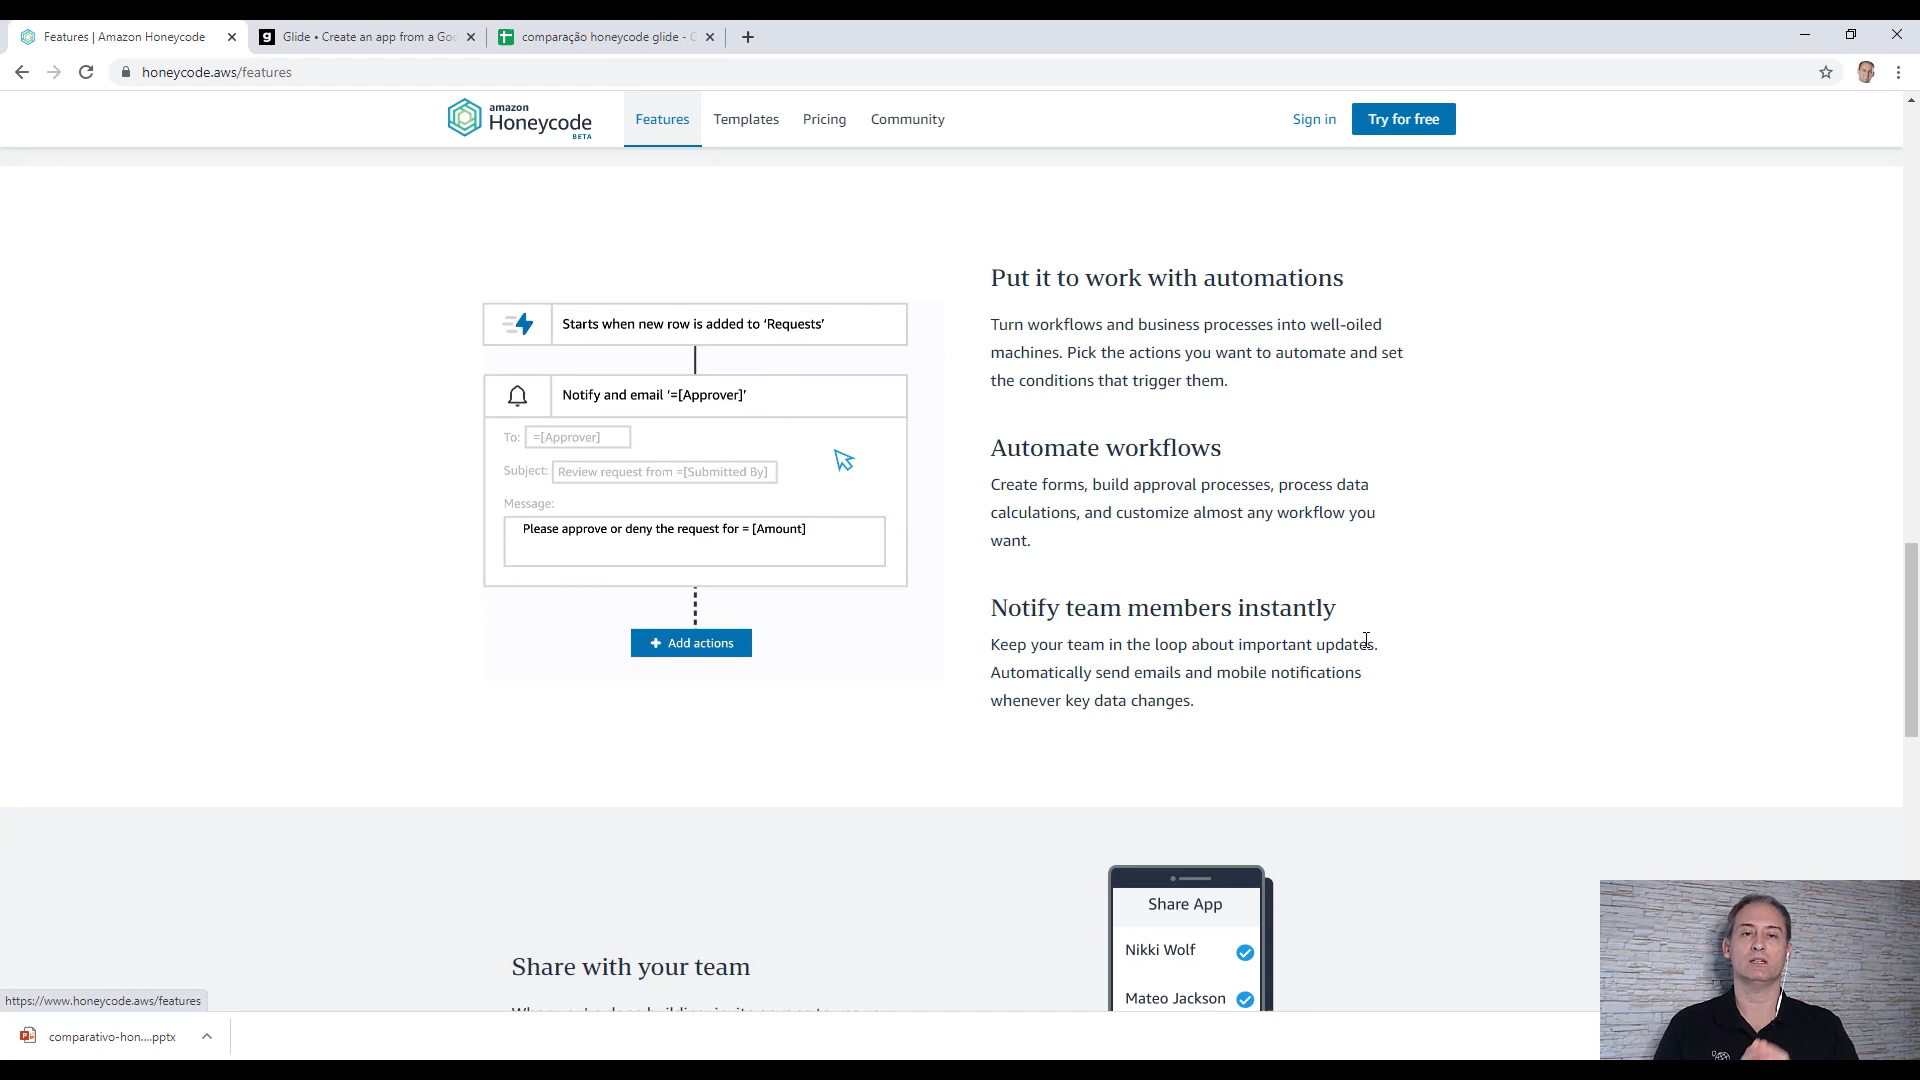 Features | Amazon Honeycode
Glide • Create an app from a Goo
comparação honeycode glide - G
honeycode.aws/features
amazon
Honeycode
BETA
Features
Templates
Pricing
Community
Sign in
Try for free
Starts when new row is added to ‘Requests’
Notify and email ‘=[Approver]’
To: =[Approver]
Subject: Review request from =[Submitted By]
Message:
Please approve or deny the request for = [Amount]
+ Add actions
Put it to work with automations
Turn workflows and business processes into well-oiled
machines. Pick the actions you want to automate and set
the conditions that trigger them.
Automate workflows
Create forms, build approval processes, process data
calculations, and customize almost any workflow you
want.
Notify team members instantly
Keep your team in the loop about important updates.
Automatically send emails and mobile notifications
whenever key data changes.
Share with your team
Share App
Nikki Wolf
Mateo Jackson
https://www.honeycode.aws/features
comparativo-hon....pptx